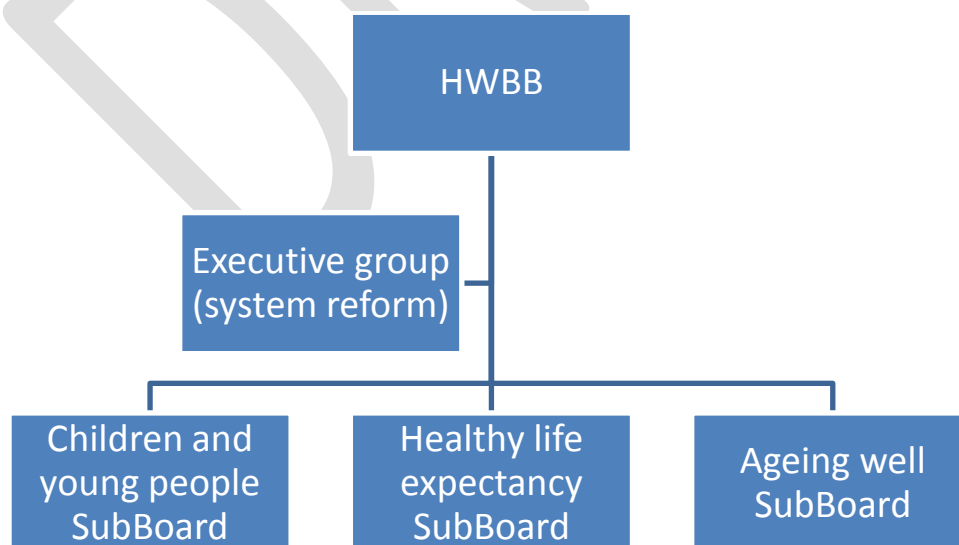 HWBB
Executive group
(system reform)
Children and
young people
SubBoard
Healthy life
expectancy
SubBoard
Ageing well
SubBoard